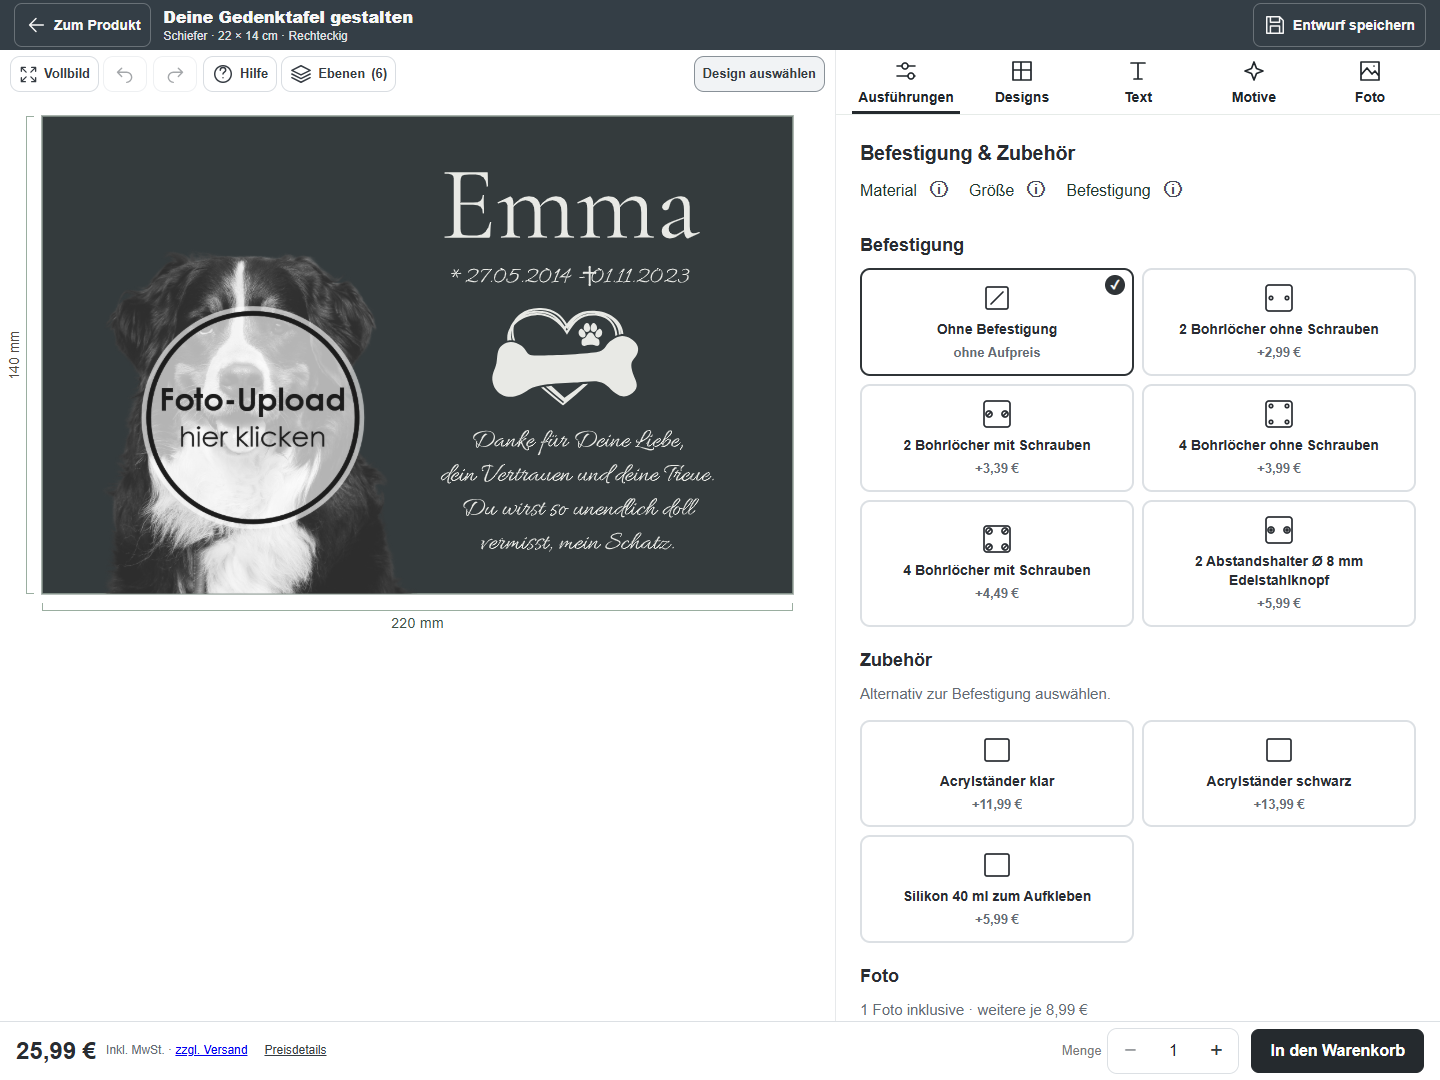 Zum Produkt
Deine Gedenktafel gestalten
Schiefer · 22 × 14 cm · Rechteckig
Entwurf speichern
Vollbild
Hilfe
Ebenen (6)
Design auswählen
Ausführungen
Designs
Text
Motive
Foto
140 mm
Emma
* 27.05.2014 - † 01.11.2023
Foto-Upload
hier klicken
Danke für Deine Liebe,
dein Vertrauen und deine Treue.
Du wirst so unendlich doll
vermisst, mein Schatz.
220 mm
Befestigung & Zubehör
Material
Größe
Befestigung
Befestigung
Ohne Befestigung
ohne Aufpreis
2 Bohrlöcher ohne Schrauben
+2,99 €
2 Bohrlöcher mit Schrauben
+3,39 €
4 Bohrlöcher ohne Schrauben
+3,99 €
4 Bohrlöcher mit Schrauben
+4,49 €
2 Abstandshalter Ø 8 mm
Edelstahlknopf
+5,99 €
Zubehör
Alternativ zur Befestigung auswählen.
Acrylständer klar
+11,99 €
Acrylständer schwarz
+13,99 €
Silikon 40 ml zum Aufkleben
+5,99 €
Foto
1 Foto inklusive · weitere je 8,99 €
25,99 €
Inkl. MwSt. · zzgl. Versand
Preisdetails
Menge
1
In den Warenkorb